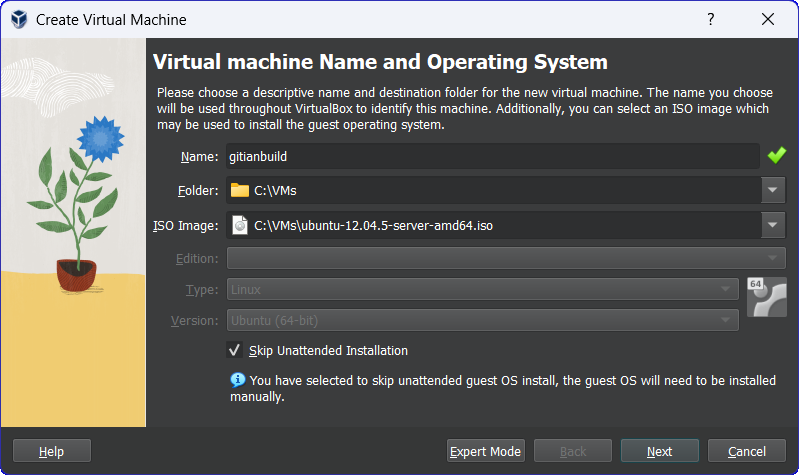 Create Virtual Machine
?
Virtual machine Name and Operating System
Please choose a descriptive name and destination folder for the new virtual machine. The name you choose
will be used throughout VirtualBox to identify this machine. Additionally, you can select an ISO image which
may be used to install the guest operating system.
Name: gitianbuild
Folder: C:\VMs
ISO Image: C:\VMs\ubuntu-12.04.5-server-amd64.iso
Edition:
Type: Linux
64
Version: Ubuntu (64-bit)
Skip Unattended Installation
You have selected to skip unattended guest OS install, the guest OS will need to be installed
manually.
Help Expert Mode Back Next Cancel